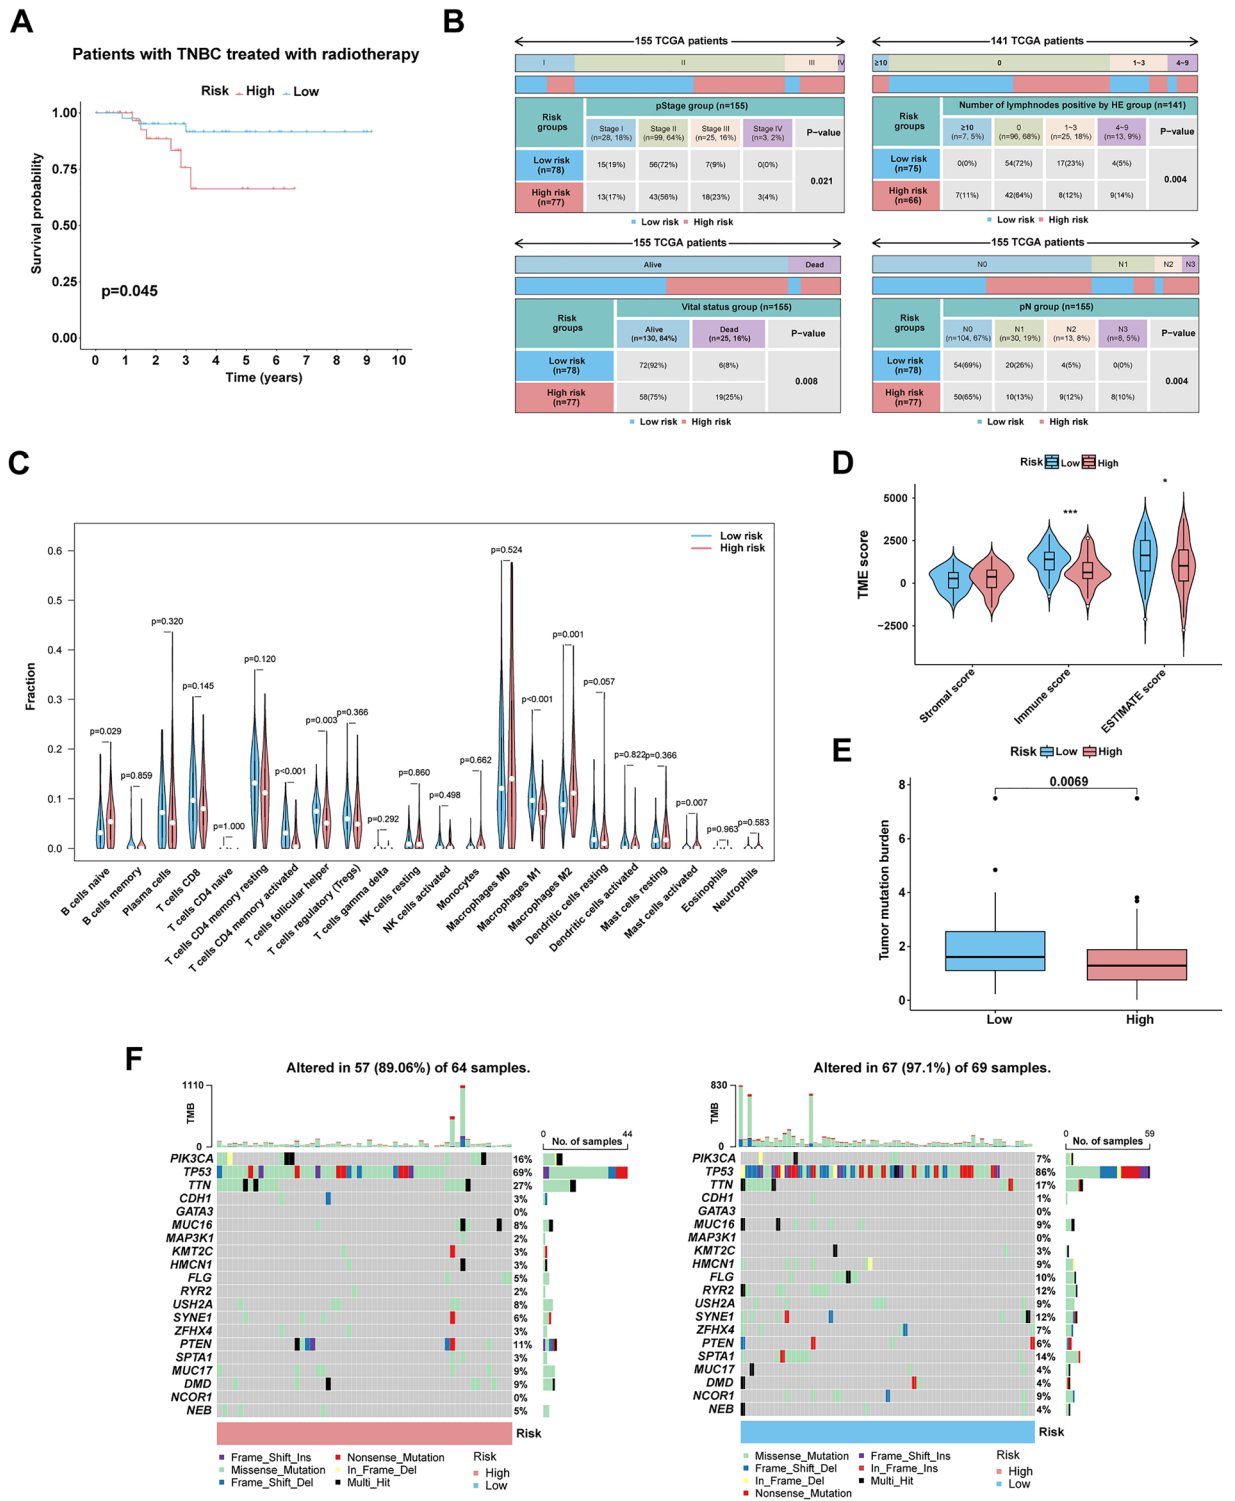 A
Patients with TNBC treated with radiotherapy
Risk High Low
Survival probability
1.00
0.75
0.50
0.25
0.00
p=0.045
0 1 2 3 4 5 6 7 8 9 10
Time (years)
B
155 TCGA patients
I II III IV
Risk groups
pStage group (n=155)
Stage I (n=28, 18%) Stage II (n=99, 64%) Stage III (n=25, 16%) Stage IV (n=3, 2%) P-value
Low risk (n=78) 15(19%) 56(72%) 7(9%) 0(0%)
0.021
High risk (n=77) 13(17%) 43(56%) 18(23%) 3(4%)
Low risk High risk
141 TCGA patients
≥10 0 1~3 4~9
Risk groups
Number of lymphnodes positive by HE group (n=141)
≥10 (n=7, 5%) 0 (n=96, 68%) 1~3 (n=25, 18%) 4~9 (n=13, 9%) P-value
Low risk (n=75) 0(0%) 54(72%) 17(23%) 4(5%)
0.004
High risk (n=66) 7(11%) 42(64%) 8(12%) 9(14%)
Low risk High risk
155 TCGA patients
Alive Dead
Risk groups
Vital status group (n=155)
Alive (n=130, 84%) Dead (n=25, 16%) P-value
Low risk (n=78) 72(92%) 6(8%)
0.008
High risk (n=77) 58(75%) 19(25%)
Low risk High risk
155 TCGA patients
N0 N1 N2 N3
Risk groups
pN group (n=155)
N0 (n=104, 67%) N1 (n=30, 19%) N2 (n=13, 8%) N3 (n=8, 5%) P-value
Low risk (n=78) 54(69%) 20(26%) 4(5%) 0(0%)
0.004
High risk (n=77) 50(65%) 10(13%) 9(12%) 8(10%)
Low risk High risk
C
Low risk
High risk
Fraction
0.6
0.5
0.4
0.3
0.2
0.1
0.0
p=0.029
p=0.859
p=0.320
p=0.145
p=1.000
p=0.120
p<0.001
p=0.003
p=0.366
p=0.292
p=0.860
p=0.498
p=0.662
p=0.524
p<0.001
p=0.001
p=0.057
p=0.822
p=0.366
p=0.007
p=0.963
p=0.583
B cells naive
B cells memory
Plasma cells
T cells CD8
T cells CD4 naive
T cells CD4 memory resting
T cells CD4 memory activated
T cells follicular helper
T cells regulatory (Tregs)
T cells gamma delta
NK cells resting
NK cells activated
Monocytes
Macrophages M0
Macrophages M1
Macrophages M2
Dendritic cells resting
Dendritic cells activated
Mast cells resting
Mast cells activated
Eosinophils
Neutrophils
D
Risk Low High
TME score
5000
2500
0
−2500
***
*
Stromal score
Immune score
ESTIMATE score
E
Risk Low High
Tumor mutation burden
8
6
4
2
0
0.0069
Low High
F
Altered in 57 (89.06%) of 64 samples.
1110
TMB
0
0 44
No. of samples
PIK3CA 16%
TP53 69%
TTN 27%
CDH1 3%
GATA3 0%
MUC16 8%
MAP3K1 2%
KMT2C 3%
HMCN1 3%
FLG 5%
RYR2 2%
USH2A 8%
SYNE1 6%
ZFHX4 3%
PTEN 11%
SPTA1 3%
MUC17 9%
DMD 9%
NCOR1 0%
NEB 5%
Risk
Frame_Shift_Ins
Missense_Mutation
Frame_Shift_Del
Nonsense_Mutation
In_Frame_Del
Multi_Hit
Risk
High
Low
Altered in 67 (97.1%) of 69 samples.
830
TMB
0
0 59
No. of samples
PIK3CA 7%
TP53 86%
TTN 17%
CDH1 1%
GATA3 0%
MUC16 9%
MAP3K1 0%
KMT2C 3%
HMCN1 9%
FLG 10%
RYR2 12%
USH2A 9%
SYNE1 12%
ZFHX4 7%
PTEN 6%
SPTA1 14%
MUC17 4%
DMD 4%
NCOR1 9%
NEB 4%
Risk
Missense_Mutation
Frame_Shift_Del
In_Frame_Del
Nonsense_Mutation
Frame_Shift_Ins
In_Frame_Ins
Multi_Hit
Risk
High
Low